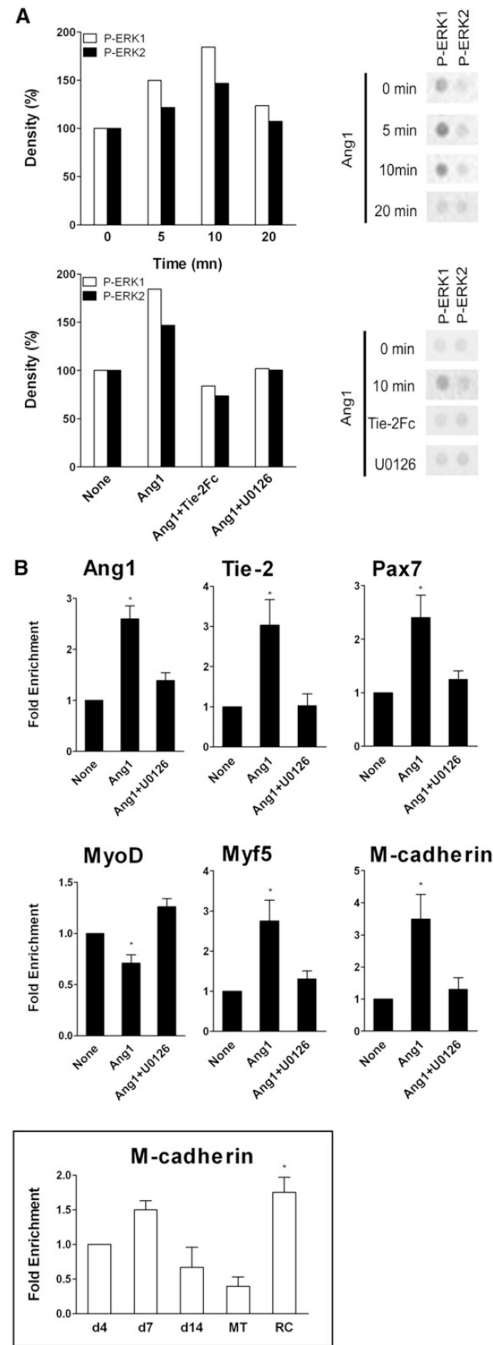 A
P-ERK1
P-ERK2
Density (%)
200
150
100
50
0
0 5 10 20
Time (mn)
P-ERK1 P-ERK2
Ang1
0 min
5 min
10min
20 min
P-ERK1
P-ERK2
Density (%)
200
150
100
50
0
None Ang1 Ang1+Tie-2Fc Ang1+U0126
P-ERK1 P-ERK2
Ang1
0 min
10 min
Tie-2Fc
U0126
B
Ang1
Fold Enrichment
3
2
1
0
*
None Ang1 Ang1+U0126
Tie-2
4
3
2
1
0
*
None Ang1 Ang1+U0126
Pax7
3
2
1
0
*
None Ang1 Ang1+U0126
MyoD
Fold Enrichment
1.5
1.0
0.5
0.0
*
None Ang1 Ang1+U0126
Myf5
4
3
2
1
0
*
None Ang1 Ang1+U0126
M-cadherin
5
4
3
2
1
0
*
None Ang1 Ang1+U0126
M-cadherin
Fold Enrichment
2.0
1.5
1.0
0.5
0.0
*
d4 d7 d14 MT RC